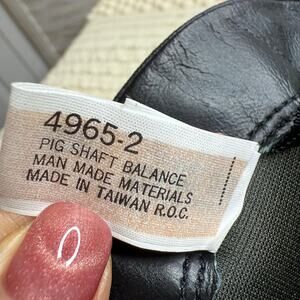 4965-2
PIG SHAFT BALANCE
MAN MADE MATERIALS
MADE IN TAIWAN R.O.C.